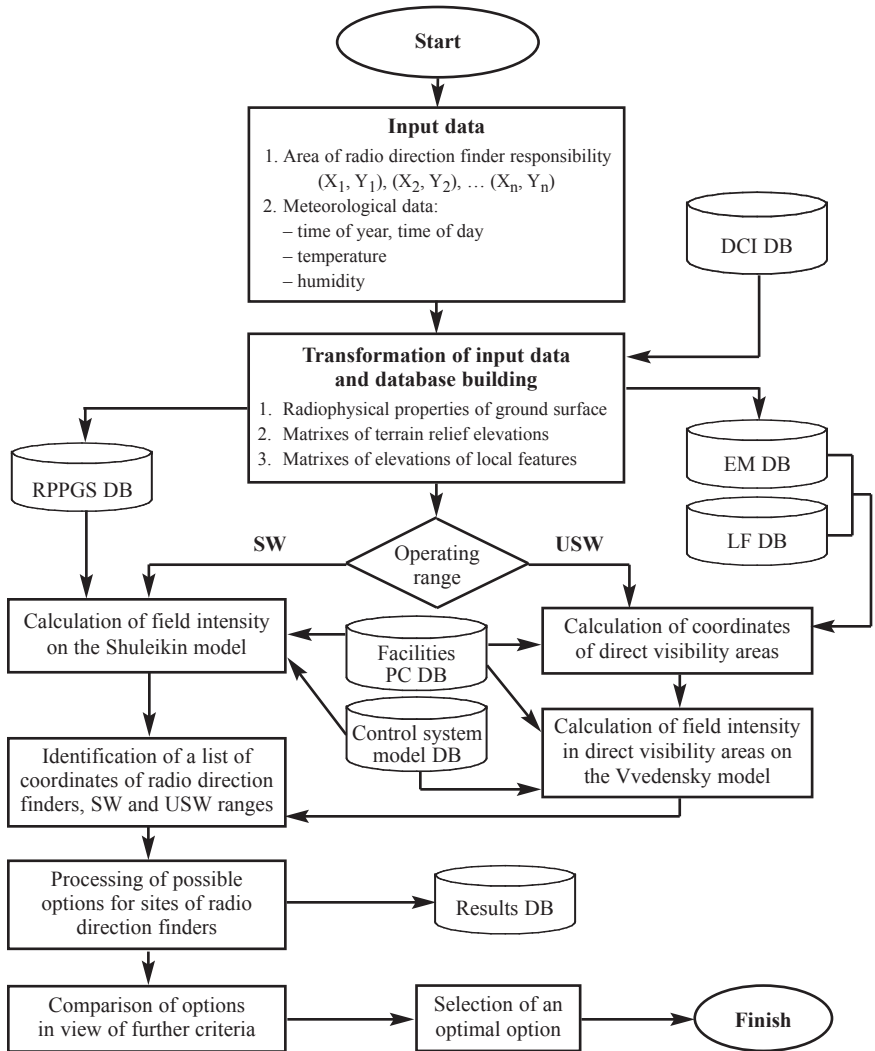 Start
Input data
1. Area of radio direction finder responsibility
(X₁, Y₁), (X₂, Y₂), … (Xₙ, Yₙ)
2. Meteorological data:
– time of year, time of day
– temperature
– humidity
DCI DB
Transformation of input data
and database building
1. Radiophysical properties of ground surface
2. Matrixes of terrain relief elevations
3. Matrixes of elevations of local features
RPPGS DB
EM DB
LF DB
SW
Operating
range
USW
Calculation of field intensity
on the Shuleikin model
Facilities
PC DB
Calculation of coordinates
of direct visibility areas
Control system
model DB
Calculation of field intensity
in direct visibility areas on
the Vvedensky model
Identification of a list of
coordinates of radio direction
finders, SW and USW ranges
Processing of possible
options for sites of radio
direction finders
Results DB
Comparison of options
in view of further criteria
Selection of an
optimal option
Finish